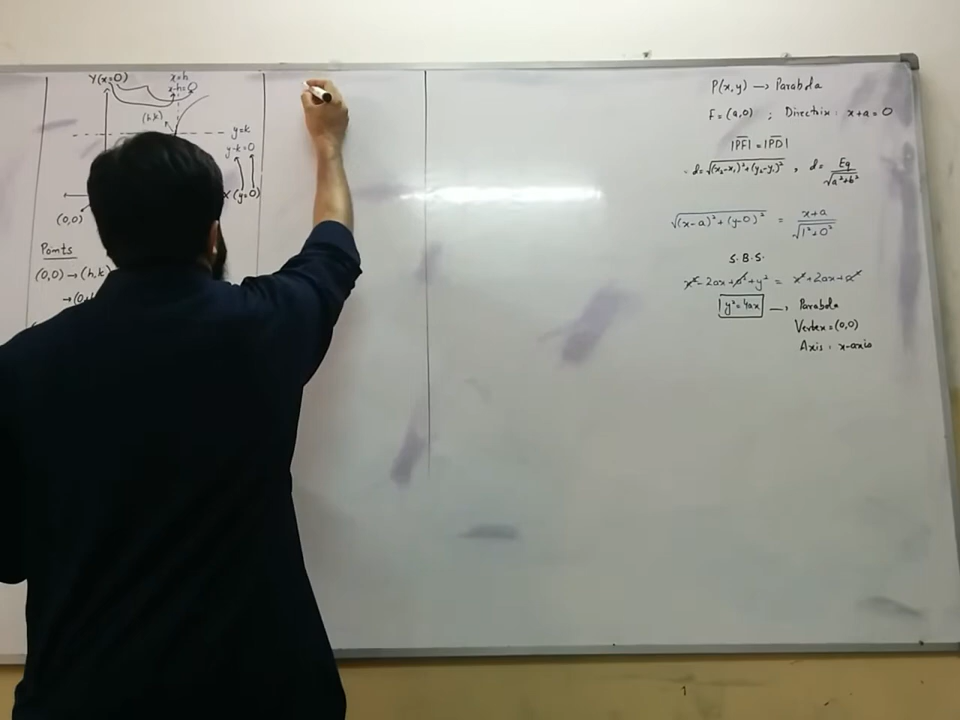 Y(x=0)
x=h
x-h=0
(h,k)
y=k
y-k=0
X(y=0)
(0,0)
Points
(0,0) → (h,k)
P(x,y) → Parabola
F = (a,0) ; Directrix : x+a=0
|PF| = |PD|
d=√(x₂-x₁)²+(y₂-y₁)² , d = Eq/√a²+b²
√(x-a)²+(y-0)² = x+a/√1²+0²
S.B.S.
x²-2ax+a²+y² = x²+2ax+a²
y²=4ax → Parabola
Vertex=(0,0)
Axis : x-axis